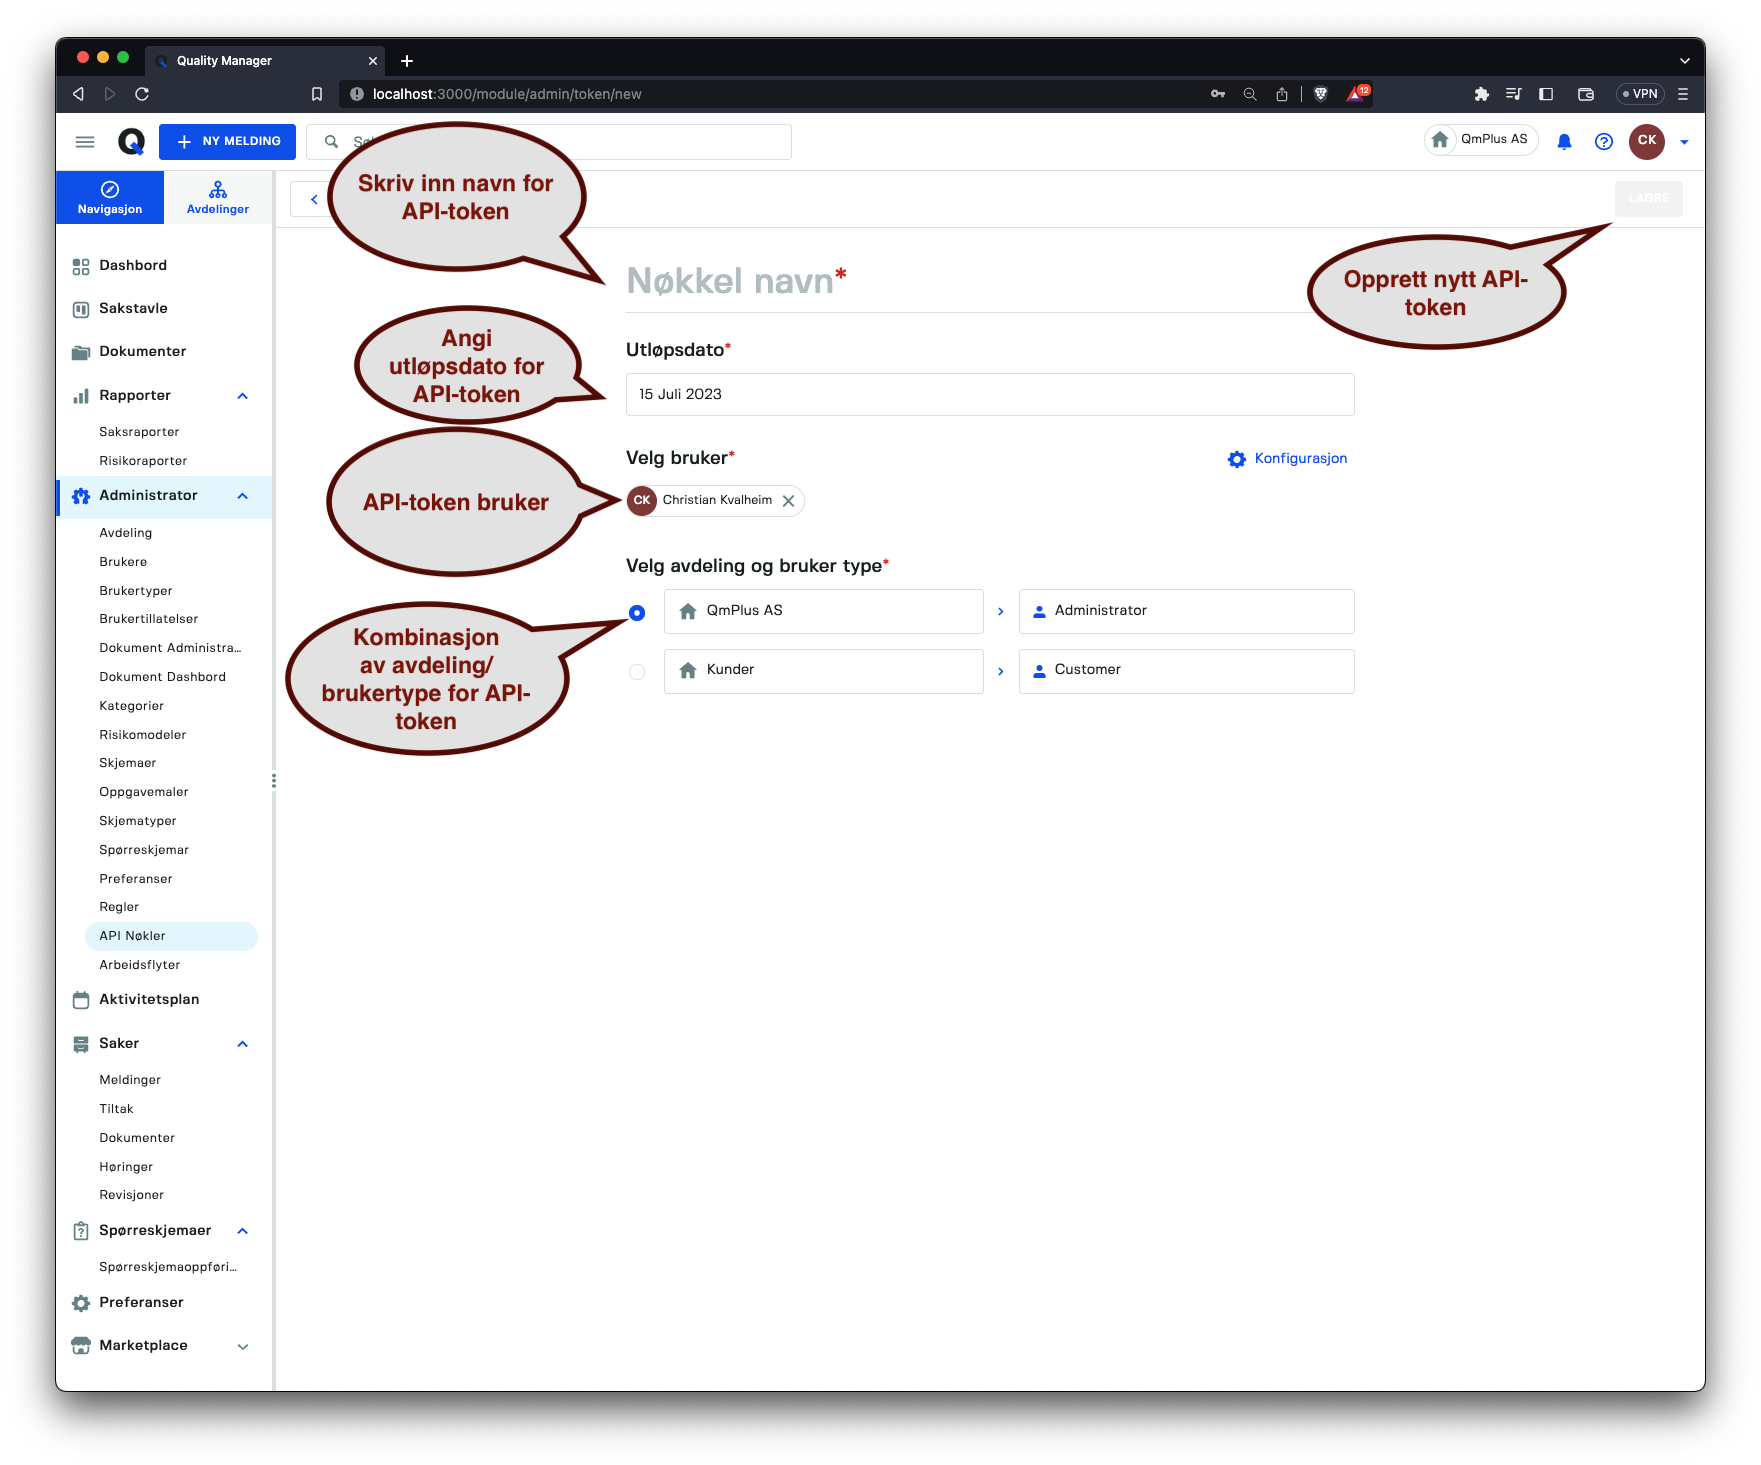 Quality Manager
localhost:3000/module/admin/token/new
12
VPN
NY MELDING
QmPlus AS
CK
Navigasjon
Avdelinger
LAGRE
Skriv inn navn for
API-token
Opprett nytt API-
token
Nøkkel navn*
Angi
utløpsdato for
API-token
Utløpsdato*
15 Juli 2023
API-token bruker
Velg bruker*
Konfigurasjon
CK Christian Kvalheim
Velg avdeling og bruker type*
QmPlus AS
Administrator
Kunder
Customer
Kombinasjon
av avdeling/
brukertype for API-
token
Dashbord
Sakstavle
Dokumenter
Rapporter
Saksraporter
Risikoraporter
Administrator
Avdeling
Brukere
Brukertyper
Brukertillatelser
Dokument Administra...
Dokument Dashbord
Kategorier
Risikomodeler
Skjemaer
Oppgavemaler
Skjematyper
Spørreskjemar
Preferanser
Regler
API Nøkler
Arbeidsflyter
Aktivitetsplan
Saker
Meldinger
Tiltak
Dokumenter
Høringer
Revisjoner
Spørreskjemaer
Spørreskjemaoppføri...
Preferanser
Marketplace